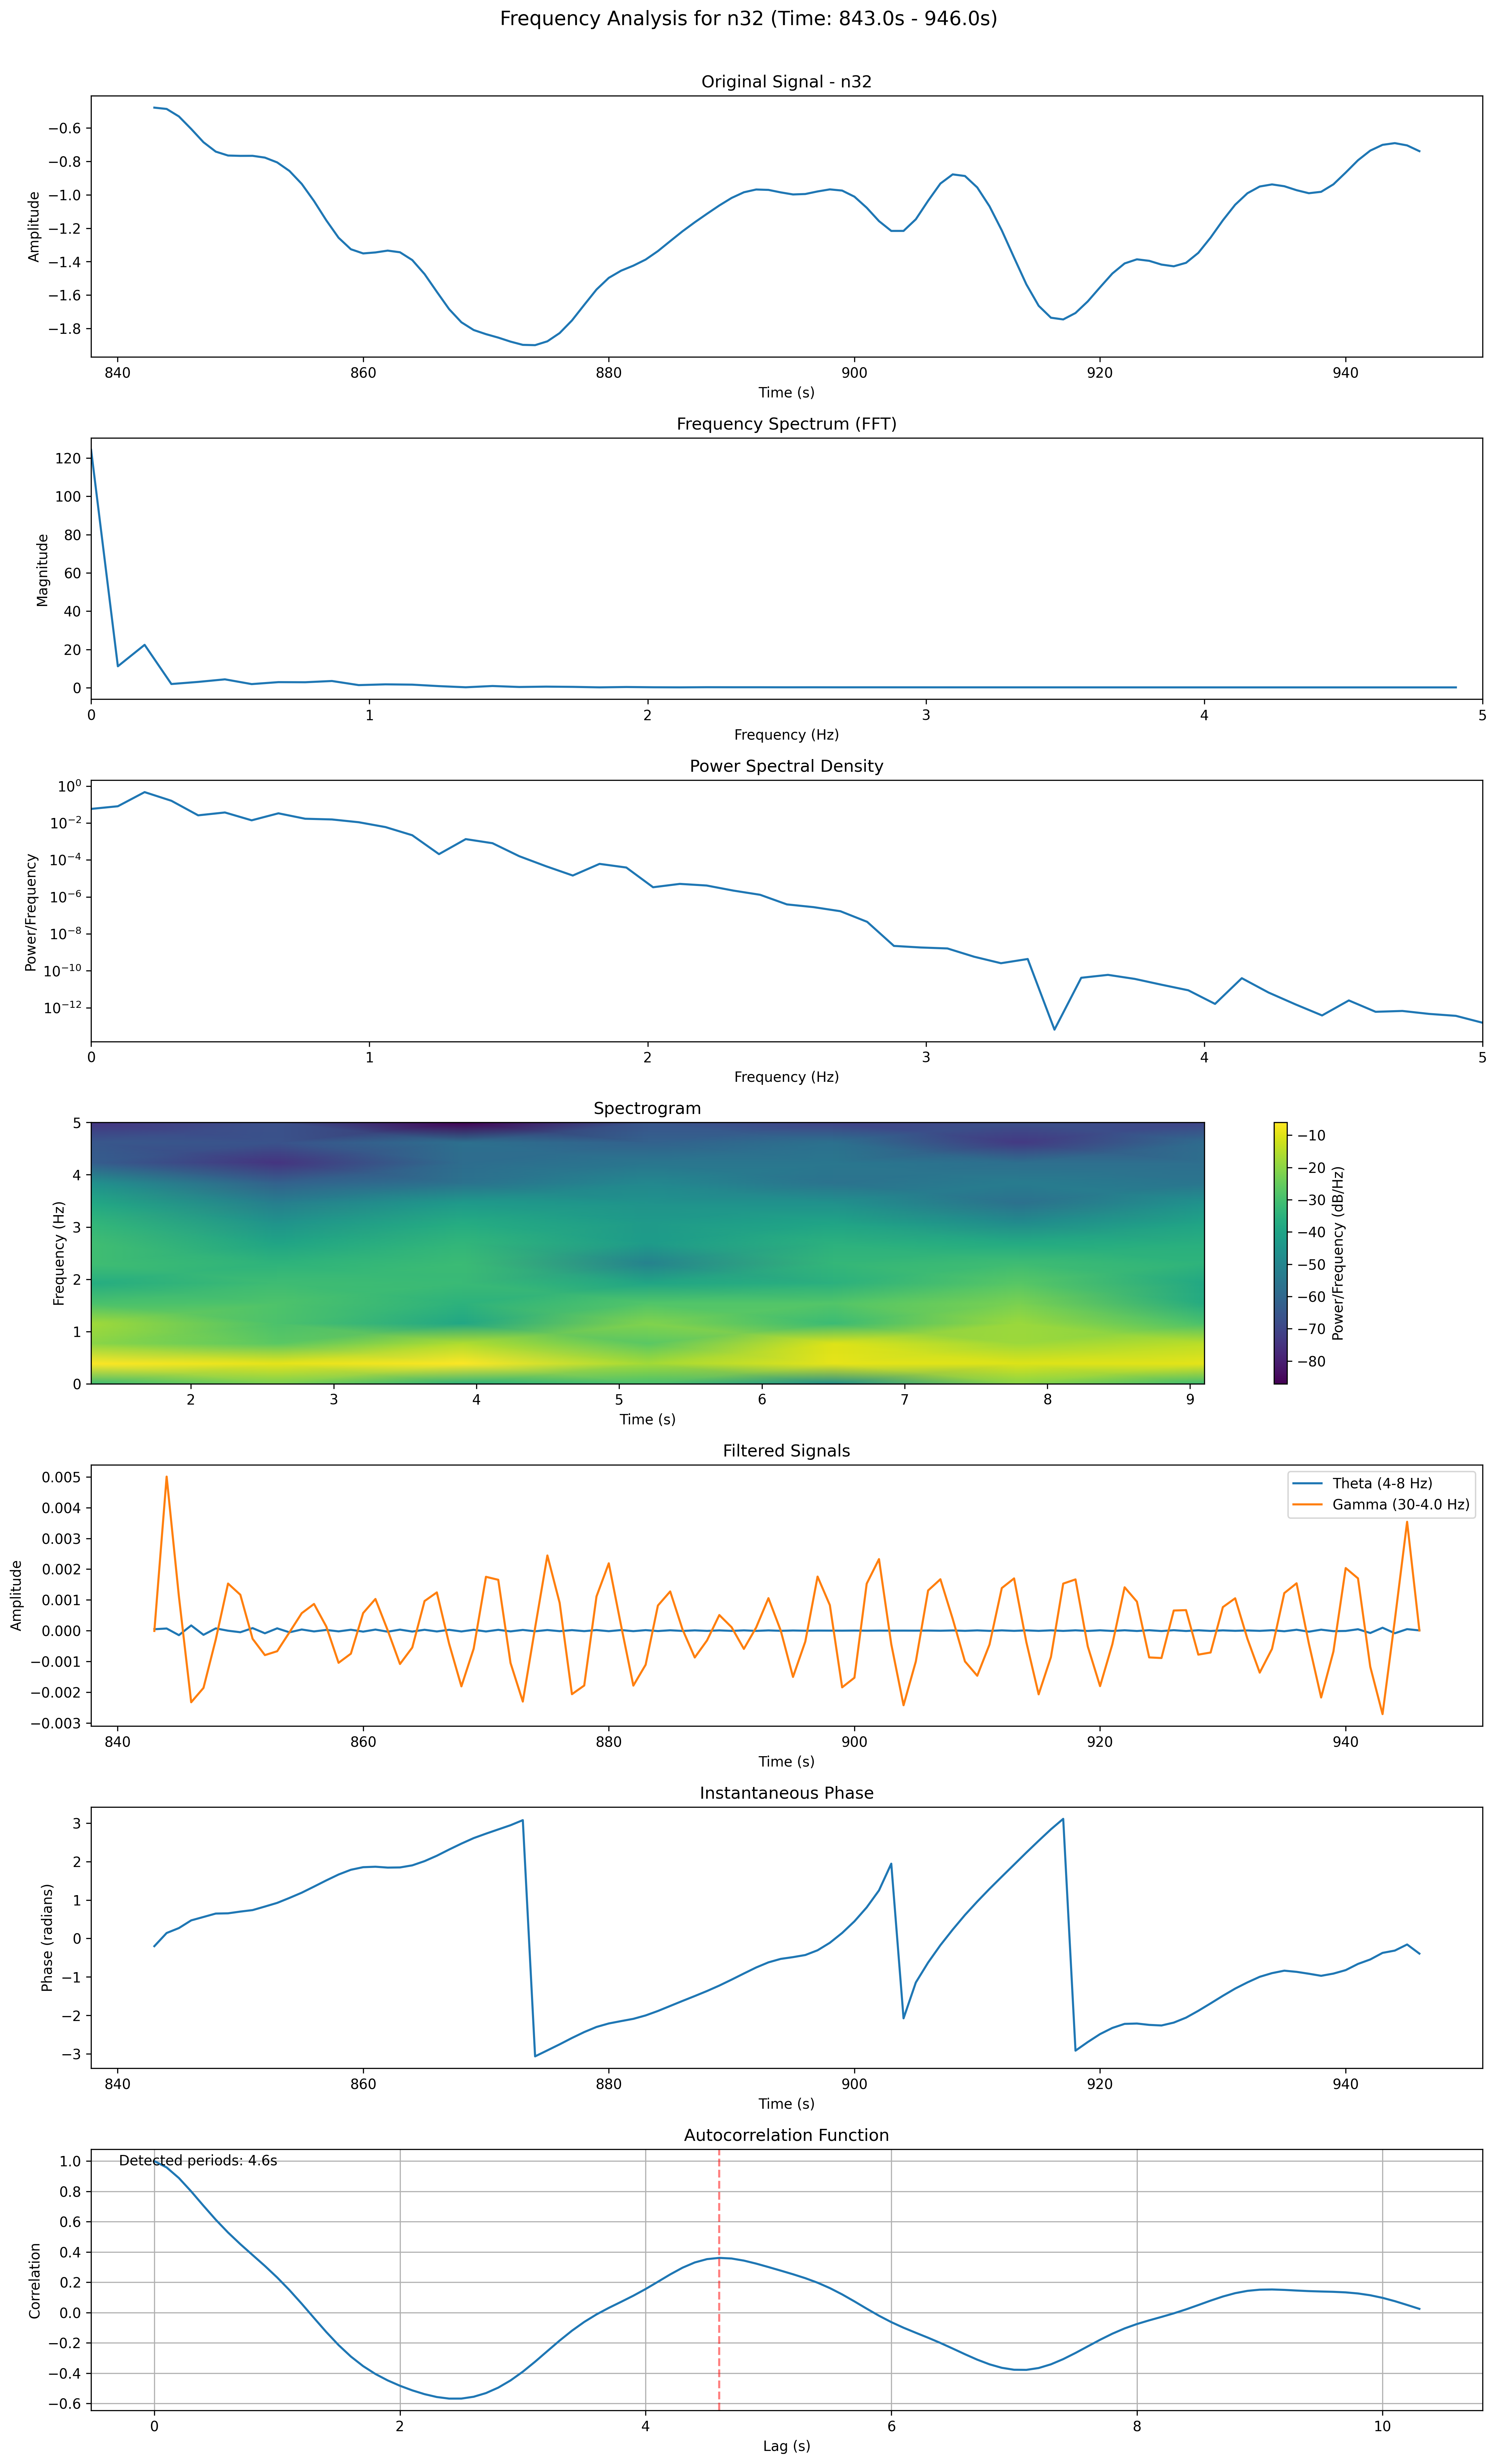 Frequency Analysis for n32 (Time: 843.0s - 946.0s)
Original Signal - n32
Amplitude
−0.6
−0.8
−1.0
−1.2
−1.4
−1.6
−1.8
840 860 880 900 920 940
Time (s)
Frequency Spectrum (FFT)
Magnitude
120
100
80
60
40
20
0
0 1 2 3 4 5
Frequency (Hz)
Power Spectral Density
Power/Frequency
10⁰
10⁻²
10⁻⁴
10⁻⁶
10⁻⁸
10⁻¹⁰
10⁻¹²
0 1 2 3 4 5
Frequency (Hz)
Spectrogram
Frequency (Hz)
5
4
3
2
1
0
2 3 4 5 6 7 8 9
Time (s)
−10
−20
−30
−40
−50
−60
−70
−80
Power/Frequency (dB/Hz)
Filtered Signals
Amplitude
0.005
0.004
0.003
0.002
0.001
0.000
−0.001
−0.002
−0.003
Theta (4-8 Hz)
Gamma (30-4.0 Hz)
840 860 880 900 920 940
Time (s)
Instantaneous Phase
Phase (radians)
3
2
1
0
−1
−2
−3
840 860 880 900 920 940
Time (s)
Autocorrelation Function
Detected periods: 4.6s
Correlation
1.0
0.8
0.6
0.4
0.2
0.0
−0.2
−0.4
−0.6
0 2 4 6 8 10
Lag (s)